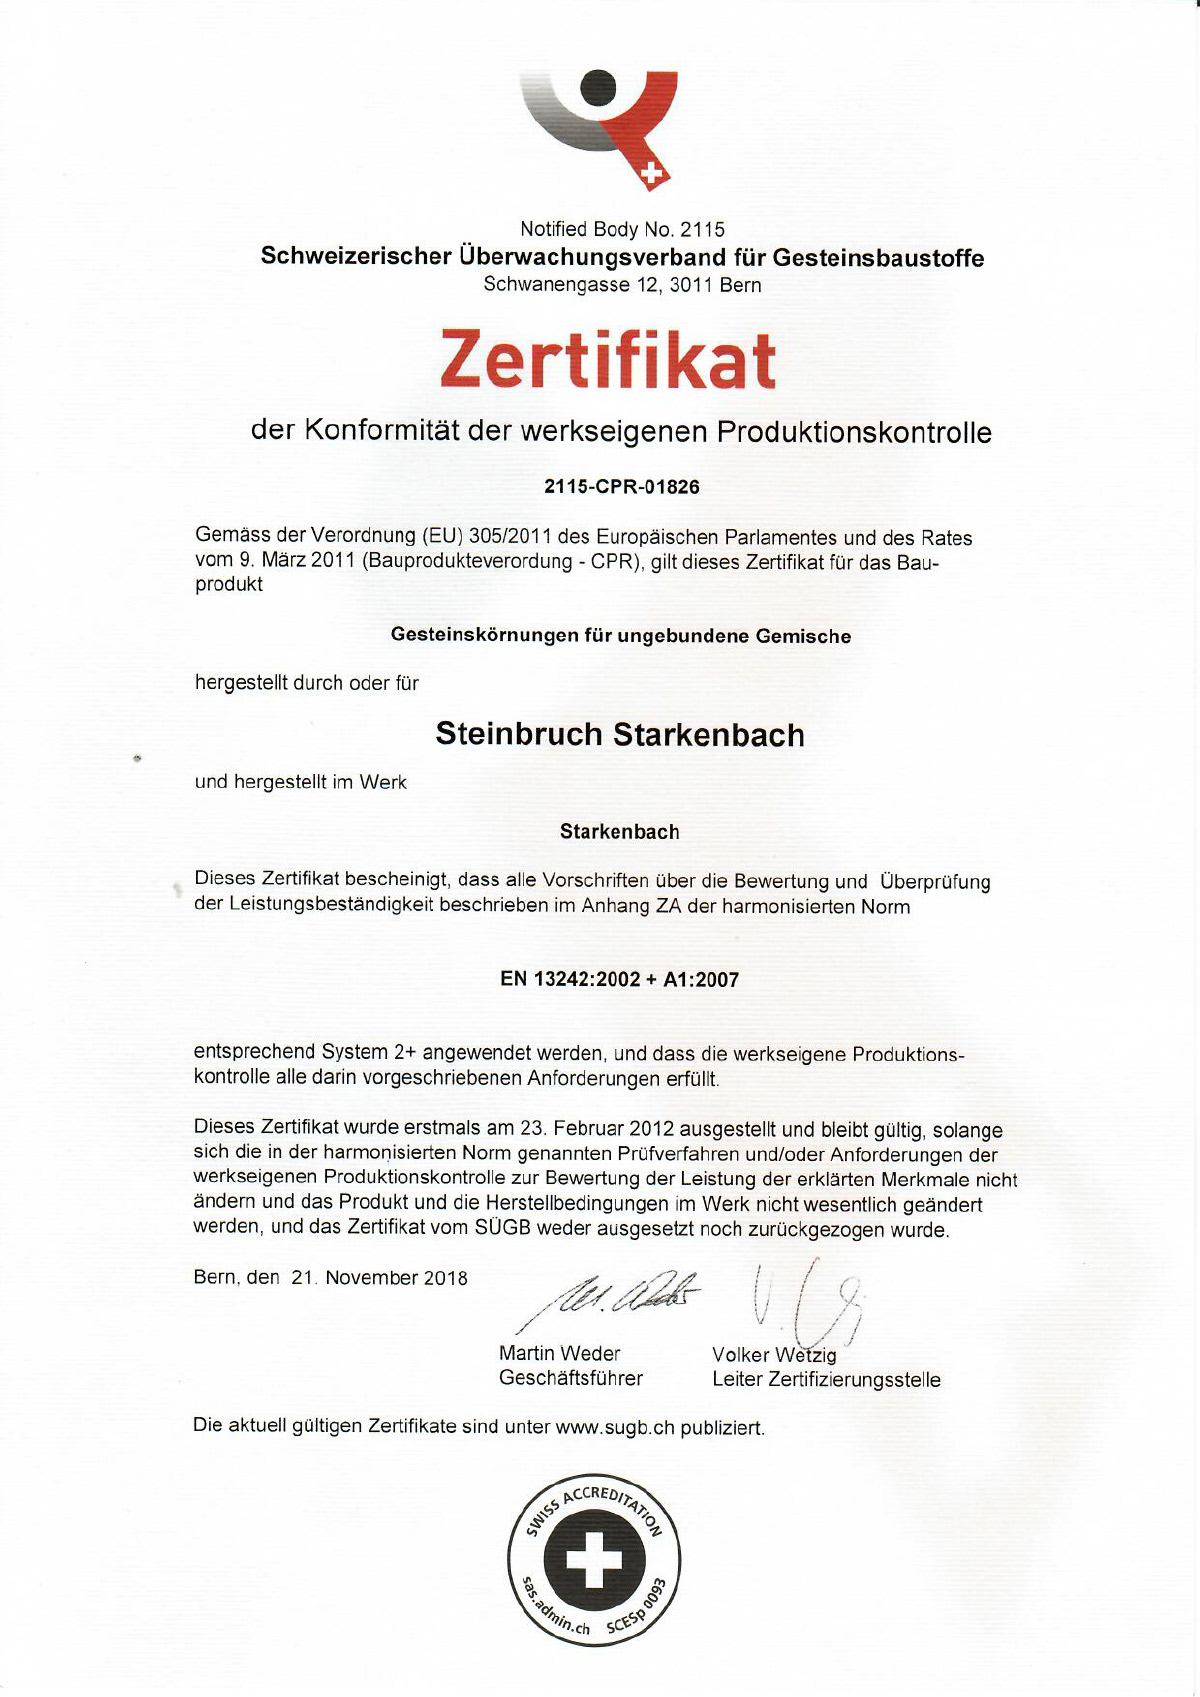 Notified Body No. 2115
Schweizerischer Überwachungsverband für Gesteinsbaustoffe
Schwanengasse 12, 3011 Bern
Zertifikat
der Konformität der werkseigenen Produktionskontrolle
2115-CPR-01826
Gemäss der Verordnung (EU) 305/2011 des Europäischen Parlamentes und des Rates
vom 9. März 2011 (Bauprodukteverordung - CPR), gilt dieses Zertifikat für das Bau-
produkt
Gesteinskörnungen für ungebundene Gemische
hergestellt durch oder für
Steinbruch Starkenbach
und hergestellt im Werk
Starkenbach
Dieses Zertifikat bescheinigt, dass alle Vorschriften über die Bewertung und Überprüfung
der Leistungsbeständigkeit beschrieben im Anhang ZA der harmonisierten Norm
EN 13242:2002 + A1:2007
entsprechend System 2+ angewendet werden, und dass die werkseigene Produktions-
kontrolle alle darin vorgeschriebenen Anforderungen erfüllt.
Dieses Zertifikat wurde erstmals am 23. Februar 2012 ausgestellt und bleibt gültig, solange
sich die in der harmonisierten Norm genannten Prüfverfahren und/oder Anforderungen der
werkseigenen Produktionskontrolle zur Bewertung der Leistung der erklärten Merkmale nicht
ändern und das Produkt und die Herstellbedingungen im Werk nicht wesentlich geändert
werden, und das Zertifikat vom SÜGB weder ausgesetzt noch zurückgezogen wurde.
Bern, den 21. November 2018
Martin Weder
Geschäftsführer
Volker Wetzig
Leiter Zertifizierungsstelle
Die aktuell gültigen Zertifikate sind unter www.sugb.ch publiziert.
SWISS ACCREDITATION
sas.admin.ch SCESp 0093